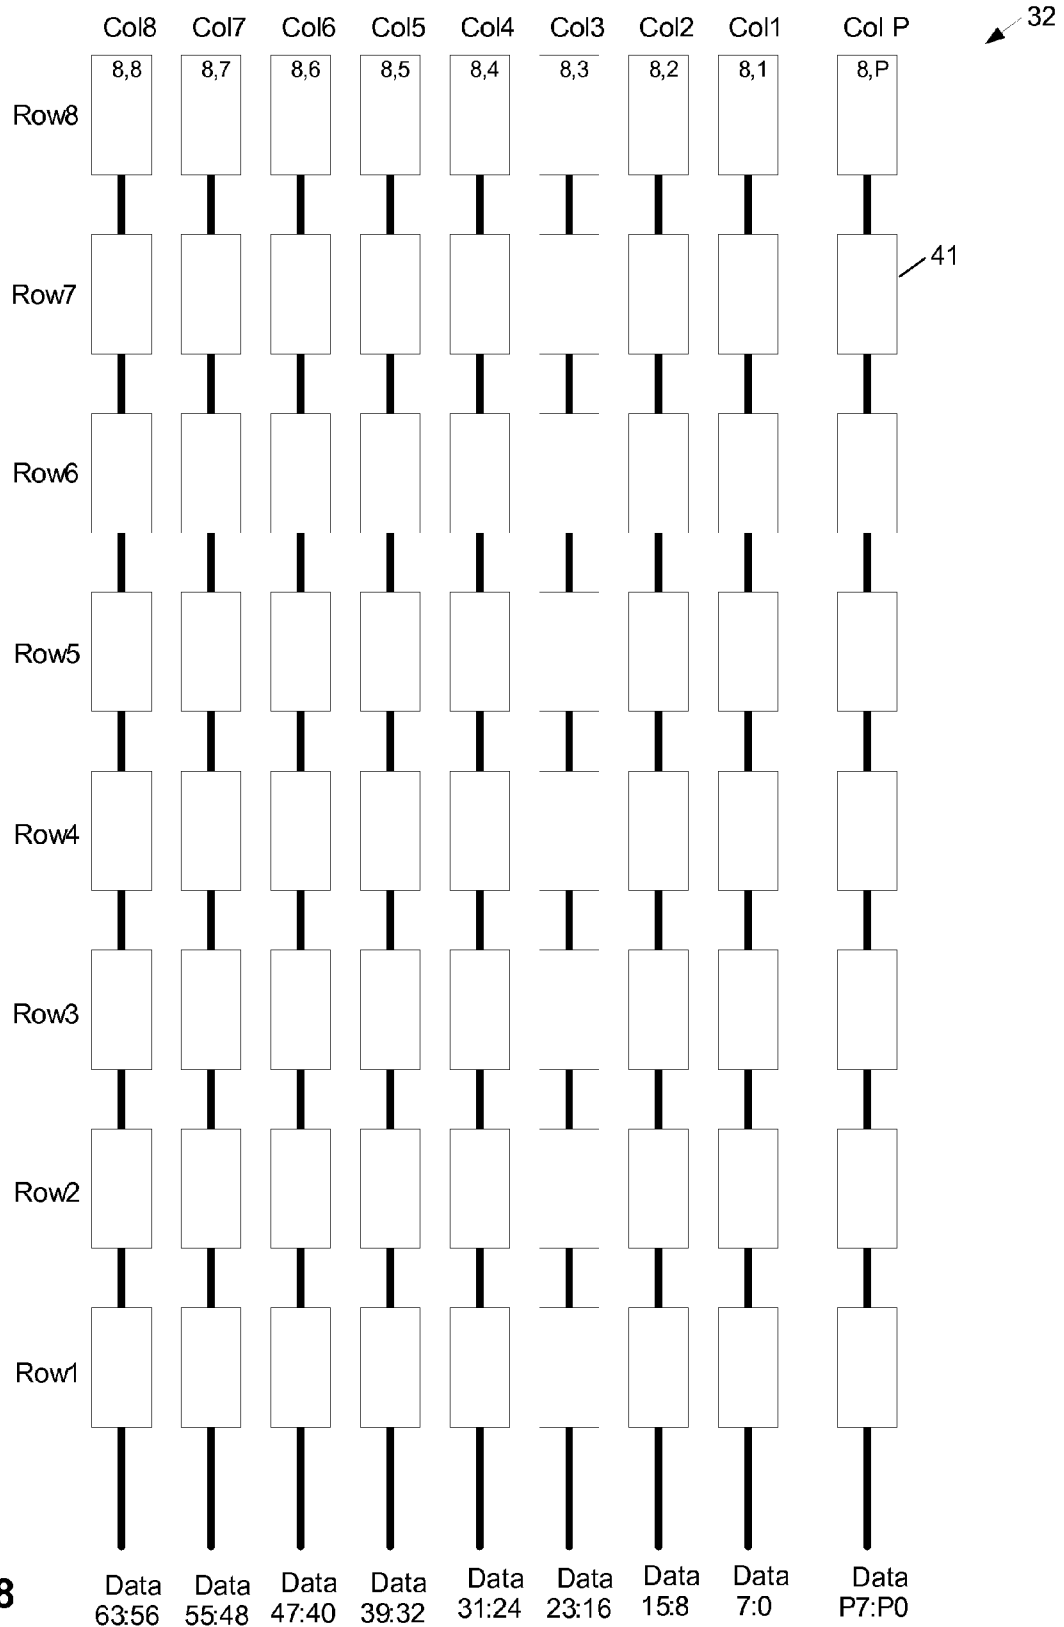 Col8 Col7 Col6 Col5 Col4 Col3 Col2 Col1 Col P 32
8,8 8,7 8,6 8,5 8,4 8,3 8,2 8,1 8,P
Row8
41
Row7
Row6
Row5
Row4
Row3
Row2
Row1
Data Data Data Data Data Data Data Data Data
63:56 55:48 47:40 39:32 31:24 23:16 15:8 7:0 P7:P0
8